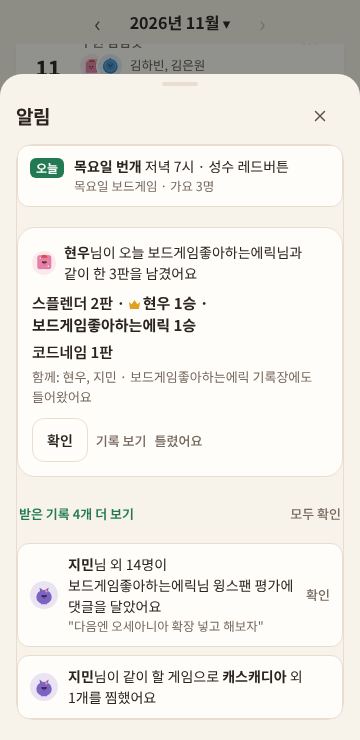 2026년 11월 ▾
11
김하빈, 김은원
알림
오늘
목요일 번개 저녁 7시 · 성수 레드버튼
목요일 보드게임 · 가요 3명
현우님이 오늘 보드게임좋아하는에릭님과
같이 한 3판을 남겼어요
스플렌더 2판 · 현우 1승 ·
보드게임좋아하는에릭 1승
코드네임 1판
함께: 현우, 지민 · 보드게임좋아하는에릭 기록장에도
들어왔어요
확인 기록 보기 틀렸어요
받은 기록 4개 더 보기 모두 확인
지민님 외 14명이
보드게임좋아하는에릭님 윙스팬 평가에
댓글을 달았어요
"다음엔 오세아니아 확장 넣고 해보자"
확인
지민님이 같이 할 게임으로 캐스캐디아 외
1개를 찜했어요